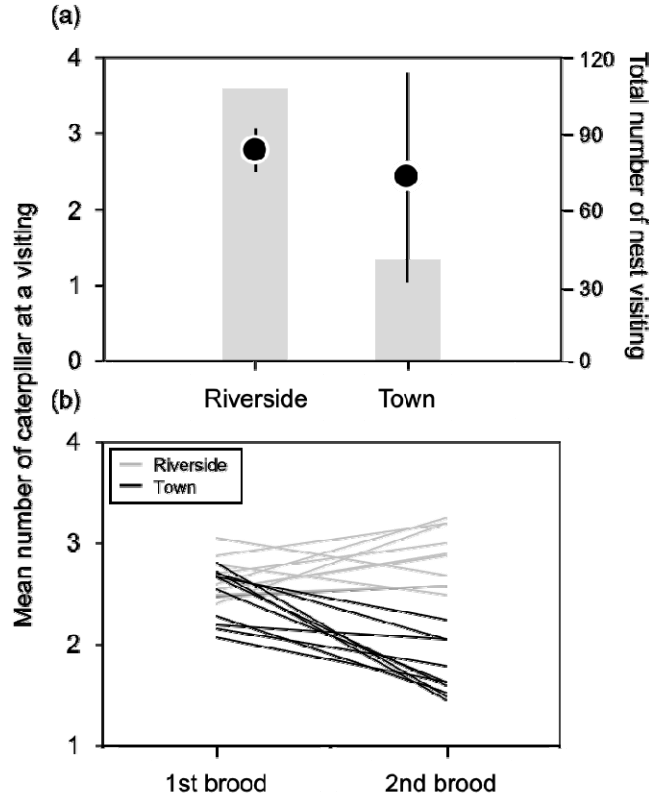 (a)
4
3
2
1
0
120
90
60
30
0
Total number of nest visiting
Riverside Town
Mean number of caterpillar at a visiting
(b)
4
3
2
1
Riverside
Town
1st brood 2nd brood